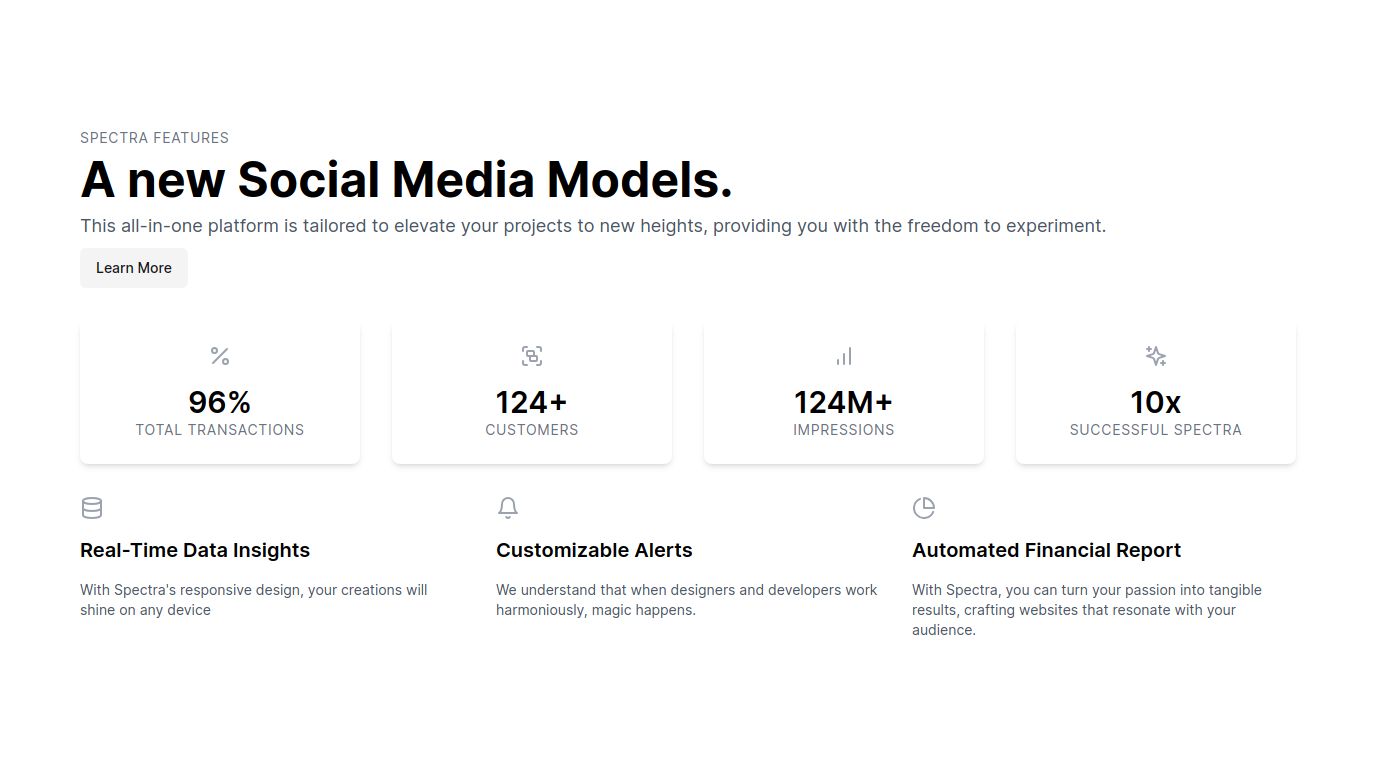 SPECTRA FEATURES
A new Social Media Models.
This all-in-one platform is tailored to elevate your projects to new heights, providing you with the freedom to experiment.
Learn More
96%
TOTAL TRANSACTIONS
124+
CUSTOMERS
124M+
IMPRESSIONS
10x
SUCCESSFUL SPECTRA
Real-Time Data Insights
With Spectra's responsive design, your creations will
shine on any device
Customizable Alerts
We understand that when designers and developers work
harmoniously, magic happens.
Automated Financial Report
With Spectra, you can turn your passion into tangible
results, crafting websites that resonate with your
audience.